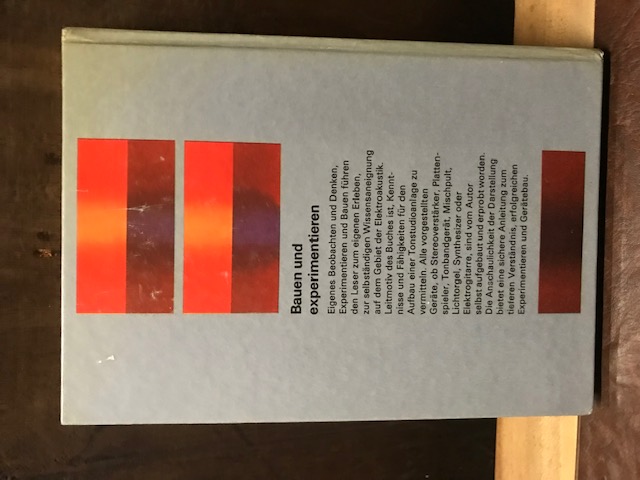 Bauen und
experimentieren
Eigenes Beobachten und Denken,
Experimentieren und Bauen führen
den Leser zum eigenen Erleben,
zur selbständigen Wissensaneignung
auf dem Gebiet der Elektroakustik.
Leitmotiv des Buches ist, Kennt-
nisse und Fähigkeiten für den
Aufbau einer Tonstudioanlage zu
vermitteln. Alle vorgestellten
Geräte, ob Stereoverstärker, Platten-
spieler, Tonbandgerät, Mischpult,
Lichtorgel, Synthesizer oder
Elektrogitarre, sind vom Autor
selbst aufgebaut und erprobt worden.
Die Anschaulichkeit der Darstellung
bietet eine sichere Anleitung zum
tieferen Verständnis, erfolgreichen
Experimentieren und Gerätebau.